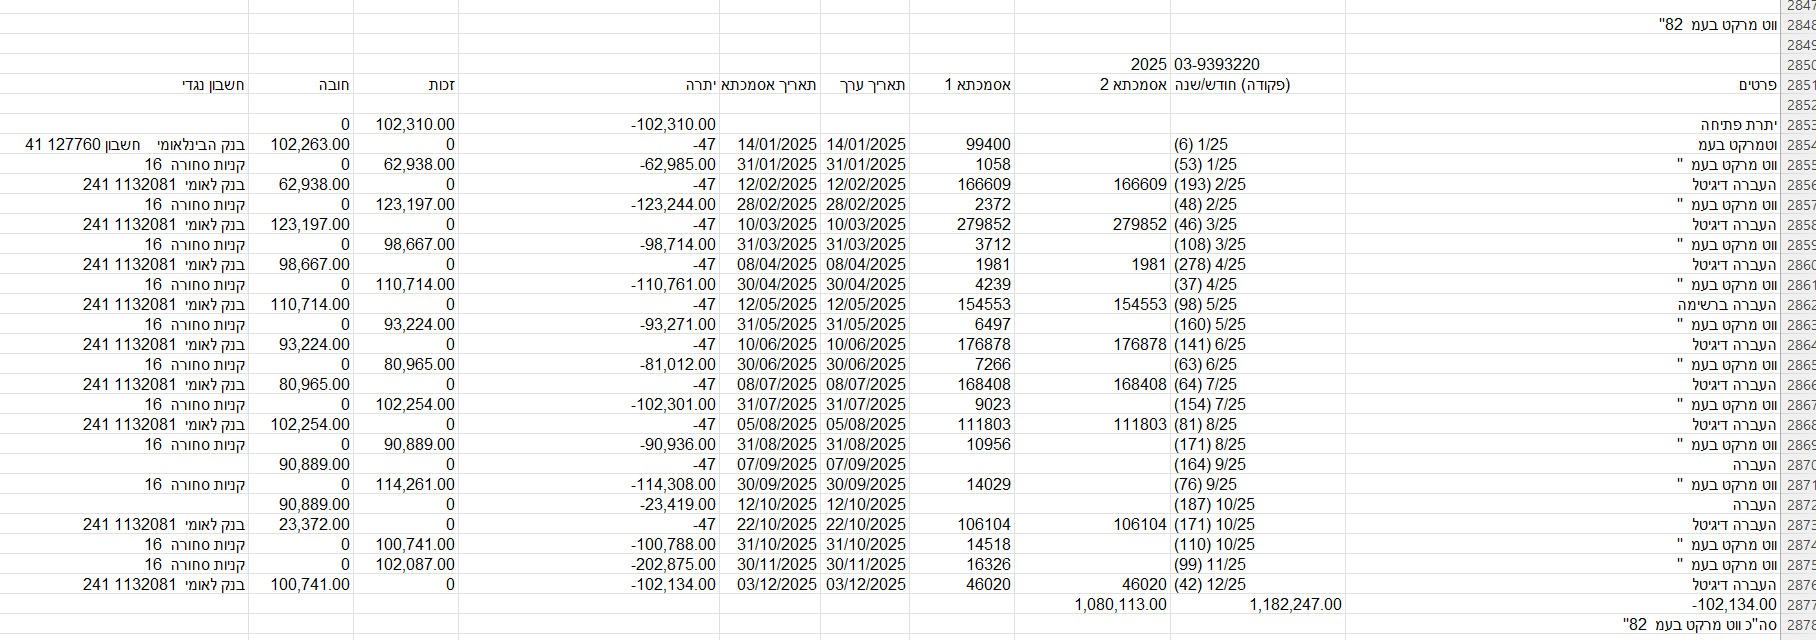 2847
ווט מרקט בעמ  82" 2848
2849
03-9393220 2025 2850
פרטים (פקודה) חודש/שנה אסמכתא 2 אסמכתא 1 תאריך ערך תאריך אסמכתא יתרה זכות חובה חשבון נגדי 2851
2852
יתרת פתיחה -102,310.00 102,310.00 0 2853
וטמרקט בעמ (6) 1/25 99400 14/01/2025 14/01/2025 -47 0 102,263.00 בנק הבינלאומי חשבון 127760 41 2854
ווט מרקט בעמ " (53) 1/25 1058 31/01/2025 31/01/2025 -62,985.00 62,938.00 0 קניות סחורה 16 2855
העברה דיגיטל (193) 2/25 166609 166609 12/02/2025 12/02/2025 -47 0 62,938.00 בנק לאומי 1132081 241 2856
ווט מרקט בעמ " (48) 2/25 2372 28/02/2025 28/02/2025 -123,244.00 123,197.00 0 קניות סחורה 16 2857
העברה דיגיטל (46) 3/25 279852 279852 10/03/2025 10/03/2025 -47 0 123,197.00 בנק לאומי 1132081 241 2858
ווט מרקט בעמ " (108) 3/25 3712 31/03/2025 31/03/2025 -98,714.00 98,667.00 0 קניות סחורה 16 2859
העברה דיגיטל (278) 4/25 1981 1981 08/04/2025 08/04/2025 -47 0 98,667.00 בנק לאומי 1132081 241 2860
ווט מרקט בעמ " (37) 4/25 4239 30/04/2025 30/04/2025 -110,761.00 110,714.00 0 קניות סחורה 16 2861
העברה ברשימה (98) 5/25 154553 154553 12/05/2025 12/05/2025 -47 0 110,714.00 בנק לאומי 1132081 241 2862
ווט מרקט בעמ " (160) 5/25 6497 31/05/2025 31/05/2025 -93,271.00 93,224.00 0 קניות סחורה 16 2863
העברה דיגיטל (141) 6/25 176878 176878 10/06/2025 10/06/2025 -47 0 93,224.00 בנק לאומי 1132081 241 2864
ווט מרקט בעמ " (63) 6/25 7266 30/06/2025 30/06/2025 -81,012.00 80,965.00 0 קניות סחורה 16 2865
העברה דיגיטל (64) 7/25 168408 168408 08/07/2025 08/07/2025 -47 0 80,965.00 בנק לאומי 1132081 241 2866
ווט מרקט בעמ " (154) 7/25 9023 31/07/2025 31/07/2025 -102,301.00 102,254.00 0 קניות סחורה 16 2867
העברה דיגיטל (81) 8/25 111803 111803 05/08/2025 05/08/2025 -47 0 102,254.00 בנק לאומי 1132081 241 2868
ווט מרקט בעמ " (171) 8/25 10956 31/08/2025 31/08/2025 -90,936.00 90,889.00 0 קניות סחורה 16 2869
העברה (164) 9/25 07/09/2025 07/09/2025 -47 0 90,889.00 2870
ווט מרקט בעמ " (76) 9/25 14029 30/09/2025 30/09/2025 -114,308.00 114,261.00 0 קניות סחורה 16 2871
העברה (187) 10/25 12/10/2025 12/10/2025 -23,419.00 0 90,889.00 2872
העברה דיגיטל (171) 10/25 106104 106104 22/10/2025 22/10/2025 -47 0 23,372.00 בנק לאומי 1132081 241 2873
ווט מרקט בעמ " (110) 10/25 14518 31/10/2025 31/10/2025 -100,788.00 100,741.00 0 קניות סחורה 16 2874
ווט מרקט בעמ " (99) 11/25 16326 30/11/2025 30/11/2025 -202,875.00 102,087.00 0 קניות סחורה 16 2875
העברה דיגיטל (42) 12/25 46020 46020 03/12/2025 03/12/2025 -102,134.00 0 100,741.00 בנק לאומי 1132081 241 2876
-102,134.00 1,182,247.00 1,080,113.00 2877
סה"כ ווט מרקט בעמ  82" 2878